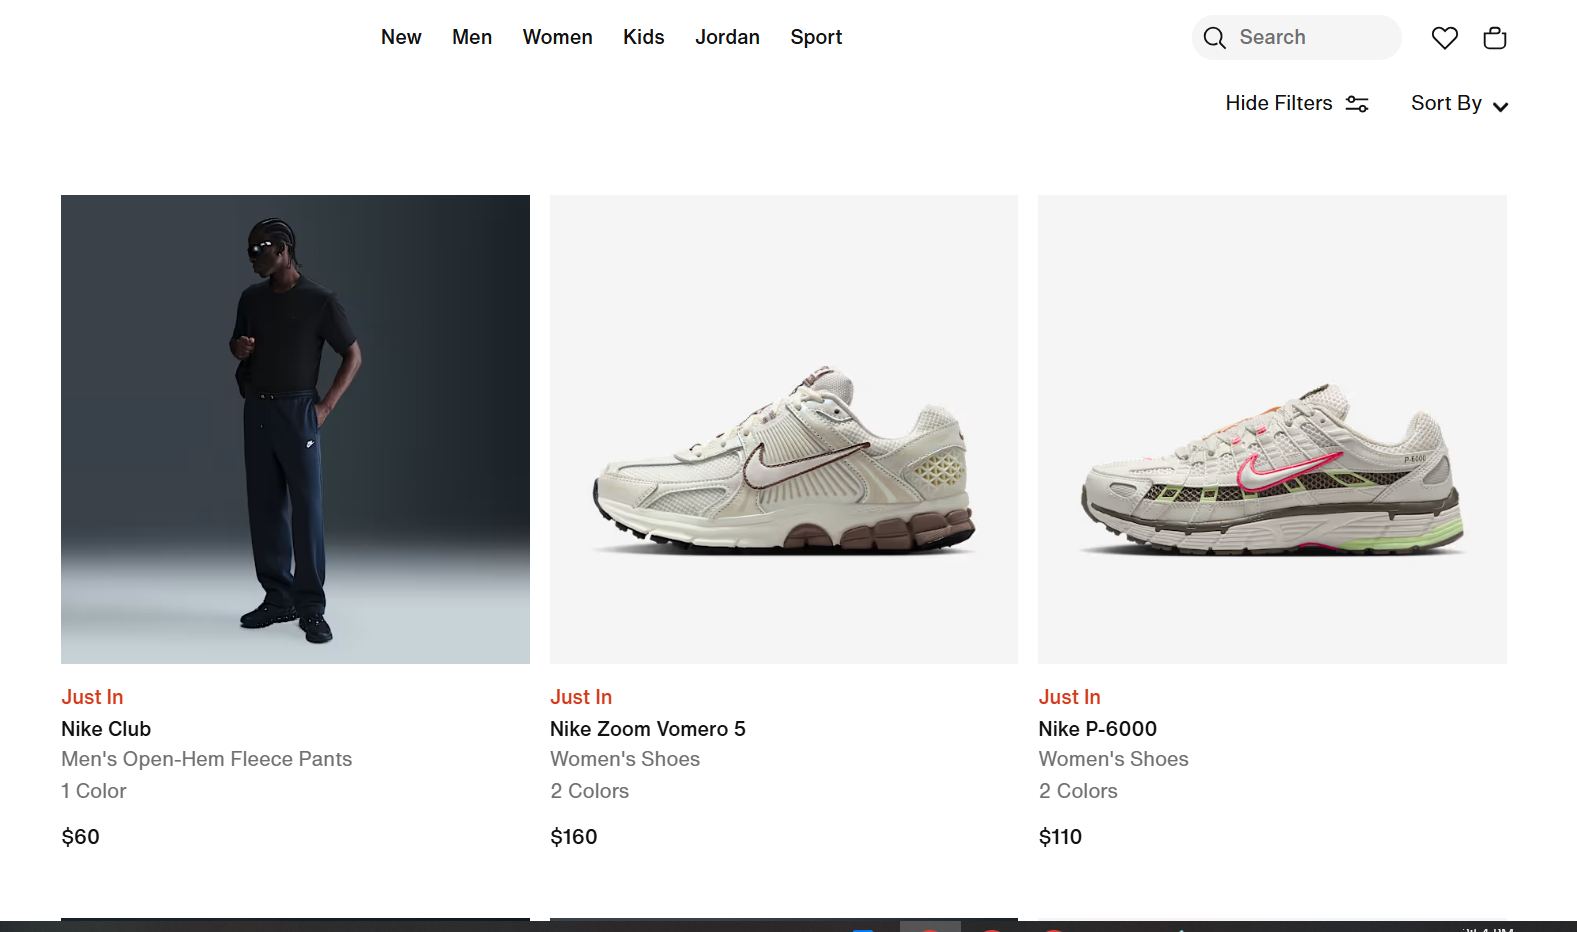 New Men Women Kids Jordan Sport Search
Hide Filters Sort By
P-6000
Just In
Nike Club
Men's Open-Hem Fleece Pants
1 Color
$60
Just In
Nike Zoom Vomero 5
Women's Shoes
2 Colors
$160
Just In
Nike P-6000
Women's Shoes
2 Colors
$110